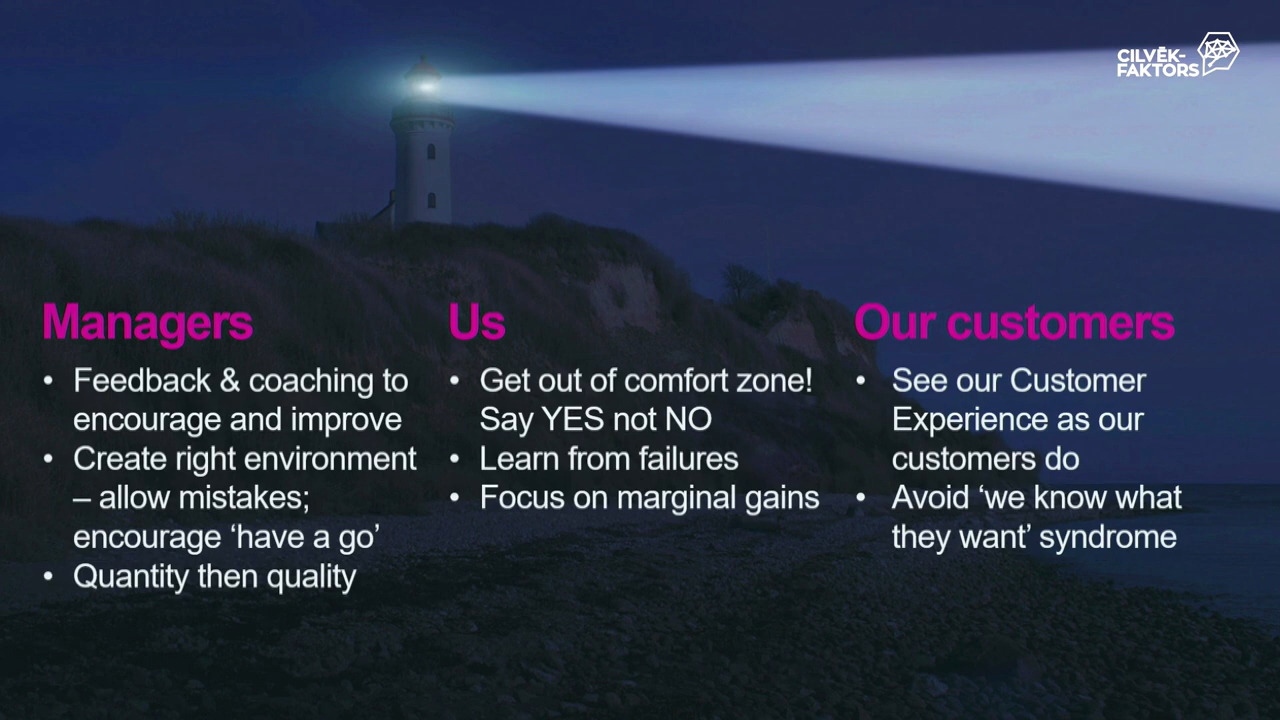 CILVĒK-
FAKTORS
Managers
• Feedback & coaching to
encourage and improve
• Create right environment
– allow mistakes;
encourage ‘have a go’
• Quantity then quality
Us
• Get out of comfort zone!
Say YES not NO
• Learn from failures
• Focus on marginal gains
Our customers
• See our Customer
Experience as our
customers do
• Avoid ‘we know what
they want’ syndrome